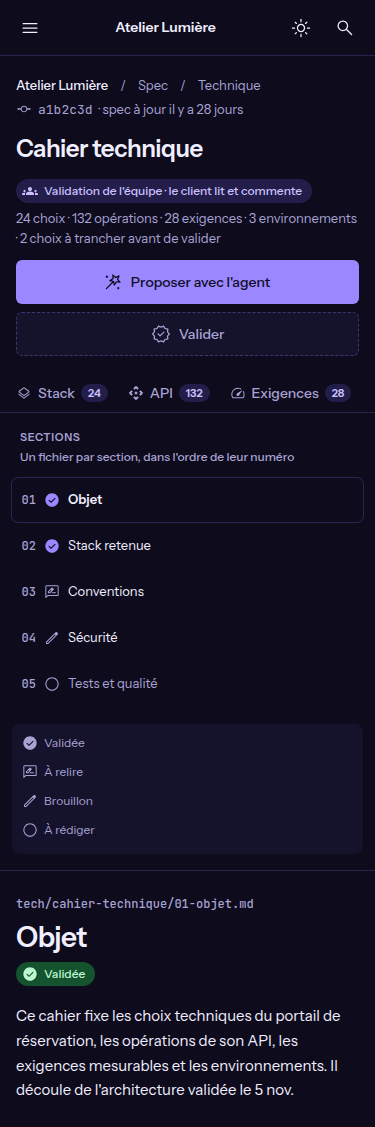 Atelier Lumière
Atelier Lumière / Spec / Technique
a1b2c3d · spec à jour il y a 28 jours
Cahier technique
Validation de l'équipe · le client lit et commente
24 choix · 132 opérations · 28 exigences · 3 environnements
· 2 choix à trancher avant de valider
Proposer avec l'agent
Valider
Stack 24 API 132 Exigences 28
SECTIONS
Un fichier par section, dans l'ordre de leur numéro
01 Objet
02 Stack retenue
03 Conventions
04 Sécurité
05 Tests et qualité
Validée
À relire
Brouillon
À rédiger
tech/cahier-technique/01-objet.md
Objet
Validée
Ce cahier fixe les choix techniques du portail de
réservation, les opérations de son API, les
exigences mesurables et les environnements. Il
découle de l'architecture validée le 5 nov.